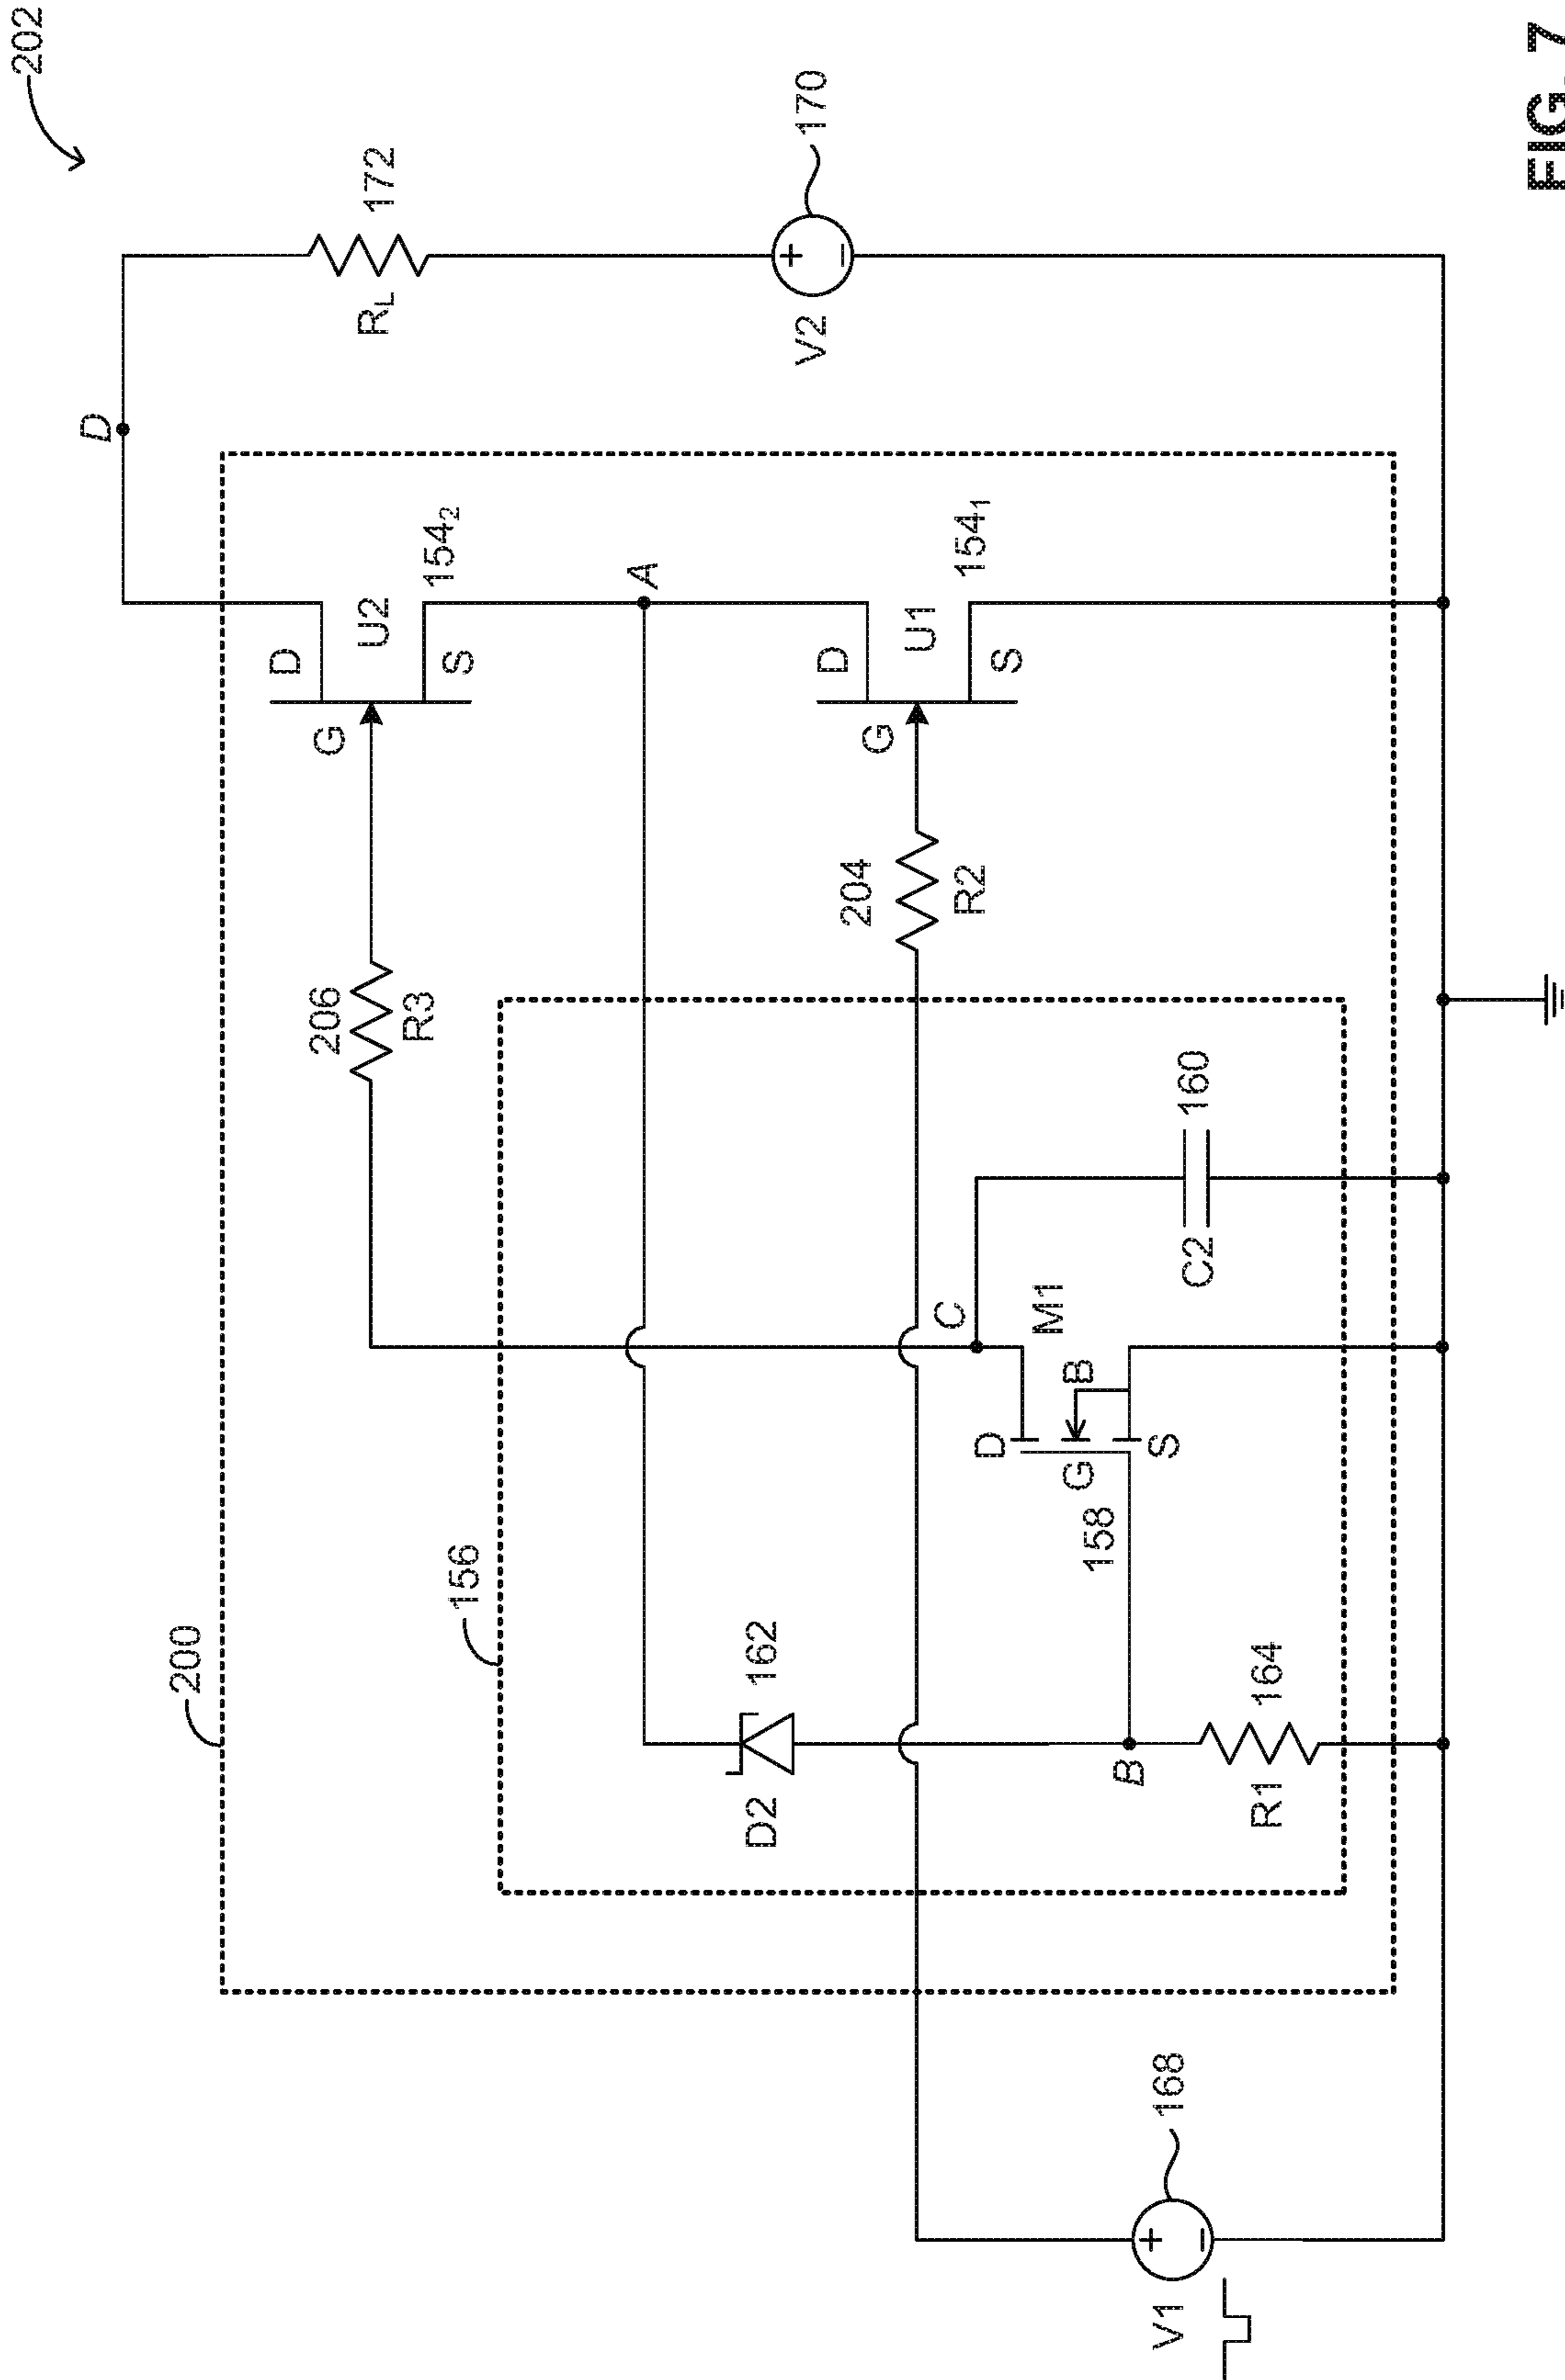 202
D
172
R_L
170
V2
200
D
U2
154₂
S
G
206
R3
A
156
D
U1
154₁
S
G
204
R2
162
D2
C
M1
D
B
G
S
158
160
C2
B
164
R1
168
V1
FIG. 7